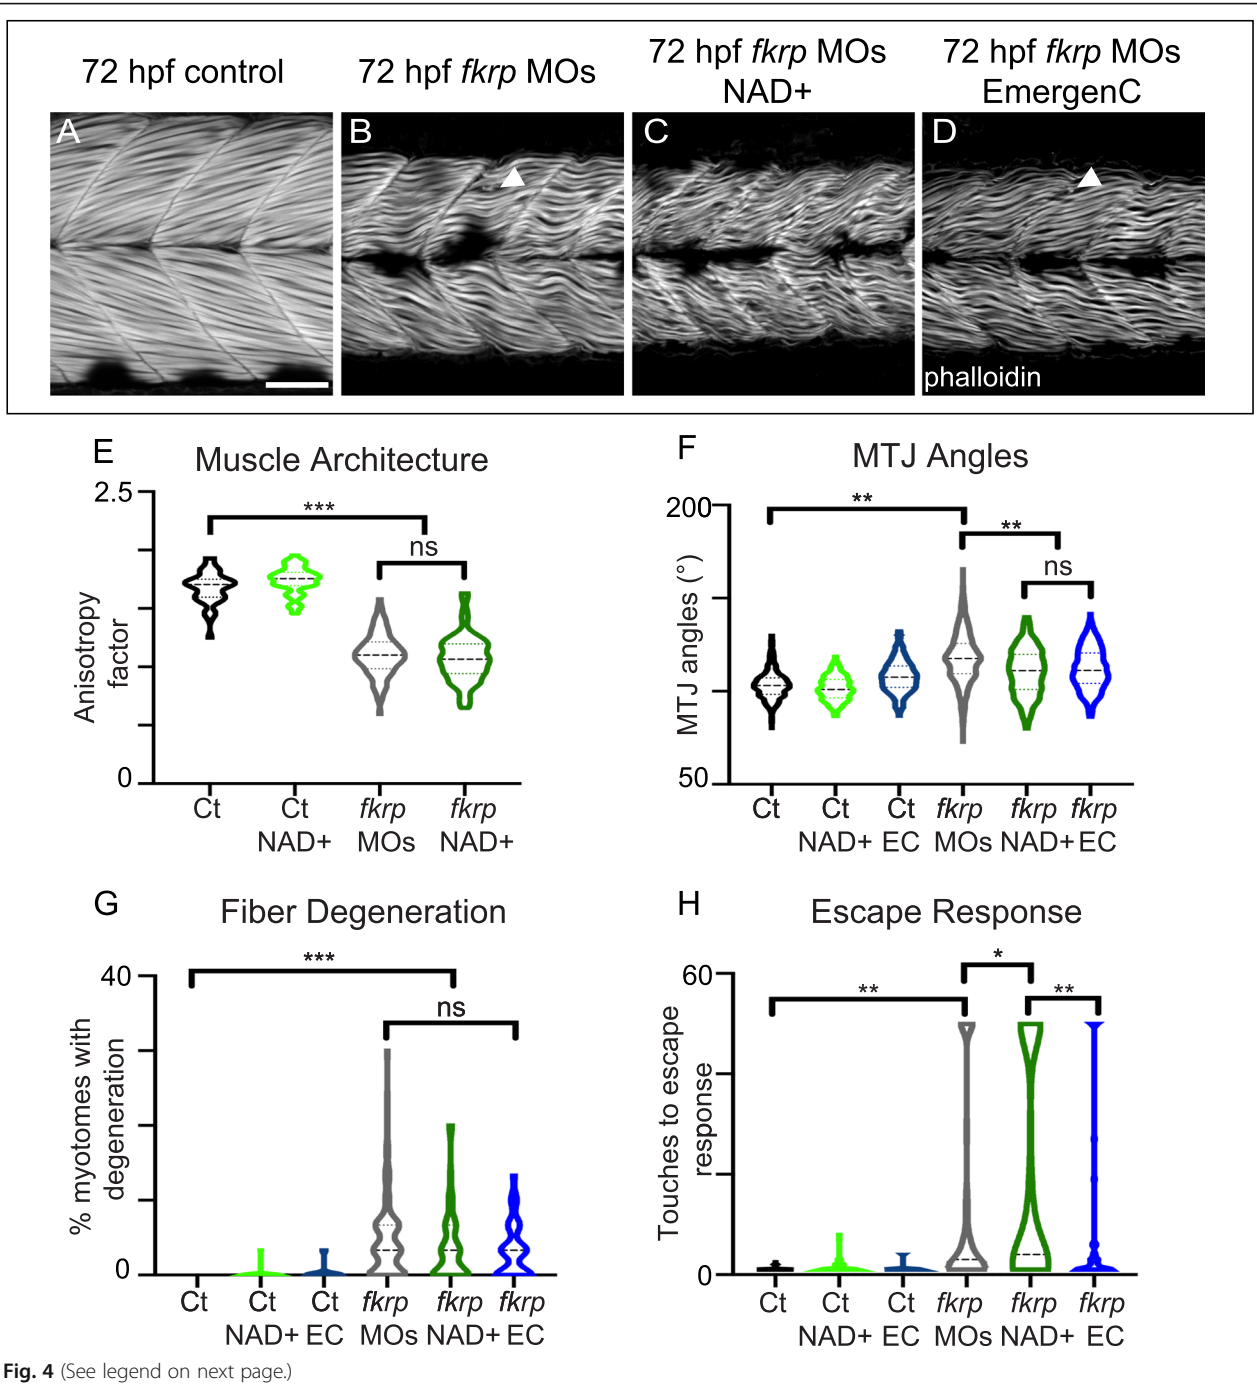 72 hpf control
72 hpf fkrp MOs
72 hpf fkrp MOs
NAD+
72 hpf fkrp MOs
EmergenC
A
B
C
D
phalloidin
E
Muscle Architecture
2.5
***
ns
Anisotropy
factor
0
Ct
Ct
fkrp
fkrp
NAD+
MOs
NAD+
F
MTJ Angles
200
**
**
ns
MTJ angles (°)
50
Ct
Ct
Ct
fkrp
fkrp
fkrp
NAD+
EC
MOs
NAD+
EC
G
Fiber Degeneration
40
***
ns
% myotomes with
degeneration
0
Ct
Ct
Ct
fkrp
fkrp
fkrp
NAD+
EC
MOs
NAD+
EC
H
Escape Response
60
*
**
**
Touches to escape
response
0
Ct
Ct
Ct
fkrp
fkrp
fkrp
NAD+
EC
MOs
NAD+
EC
Fig. 4 (See legend on next page.)